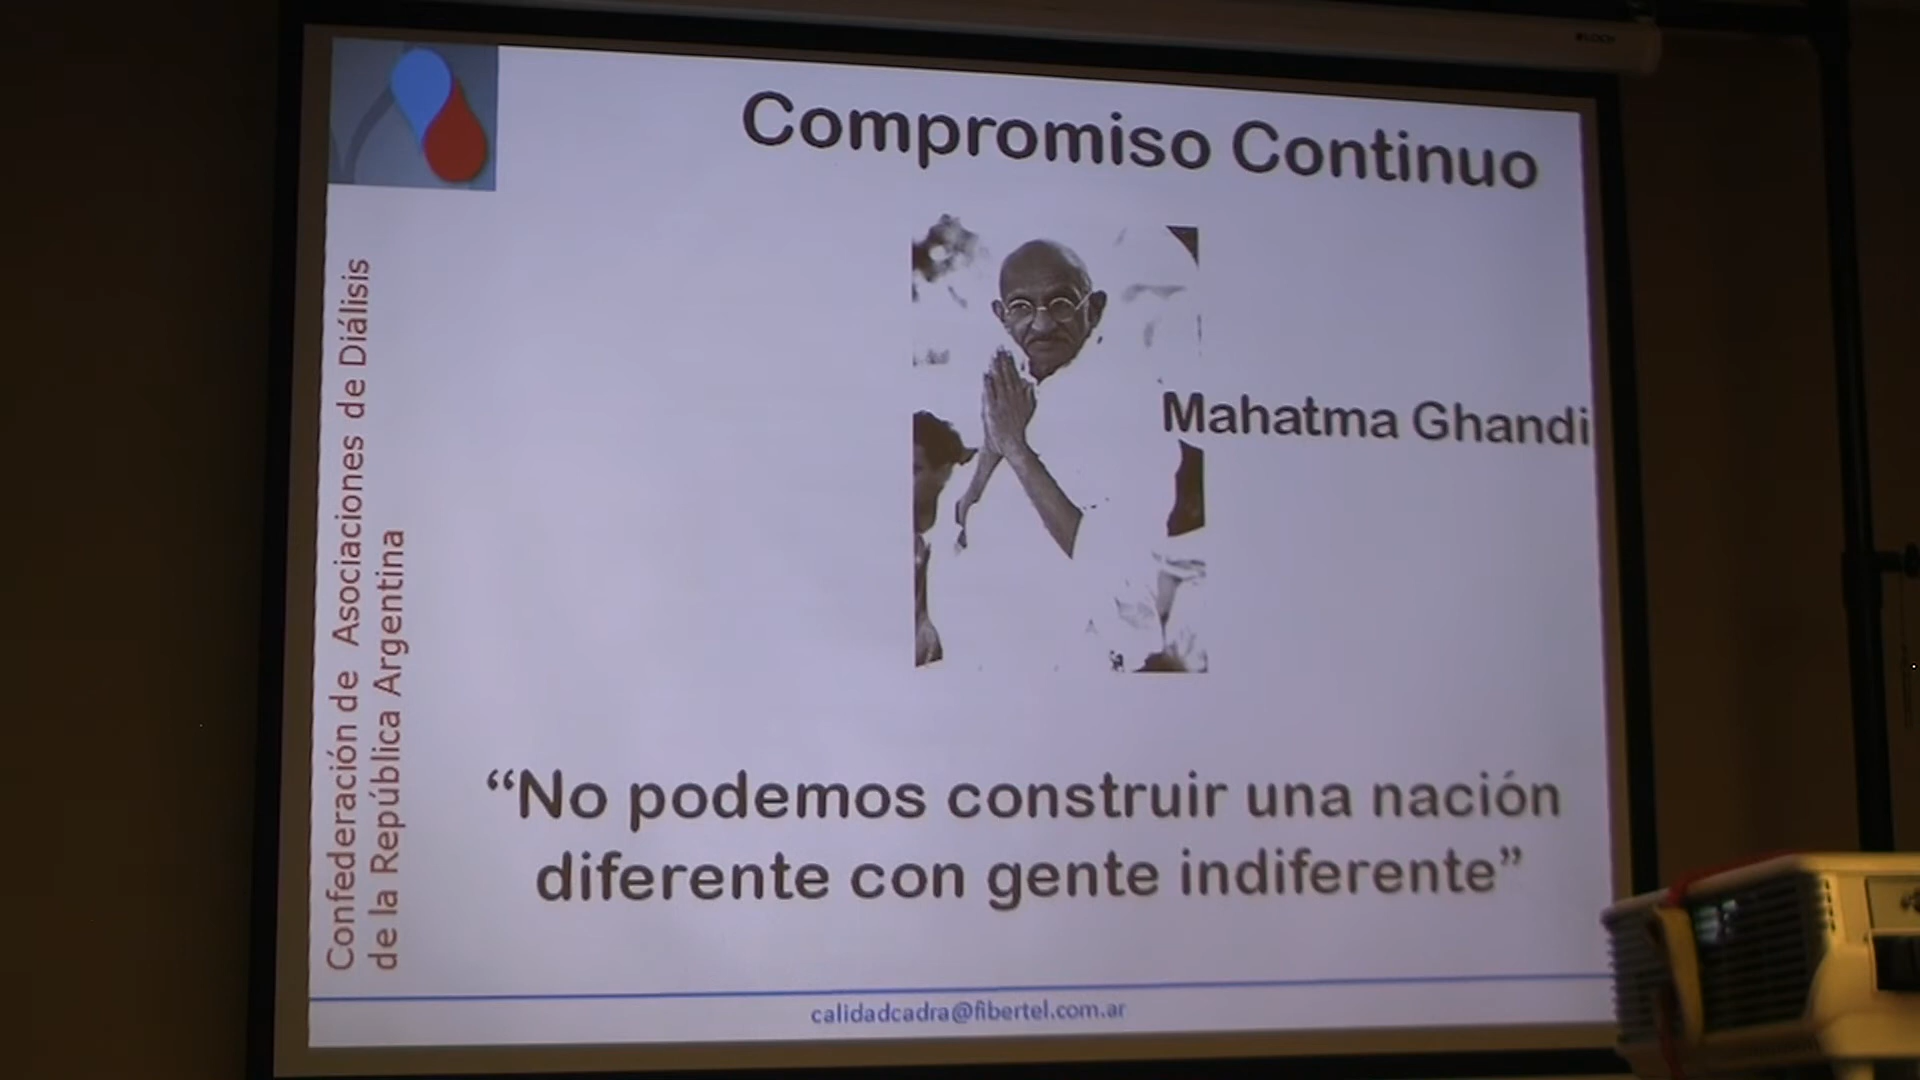 Compromiso Continuo
Mahatma Ghandi
Confederación de Asociaciones de Diálisis
de la República Argentina
“No podemos construir una nación
diferente con gente indiferente”
calidadcadra@fibertel.com.ar